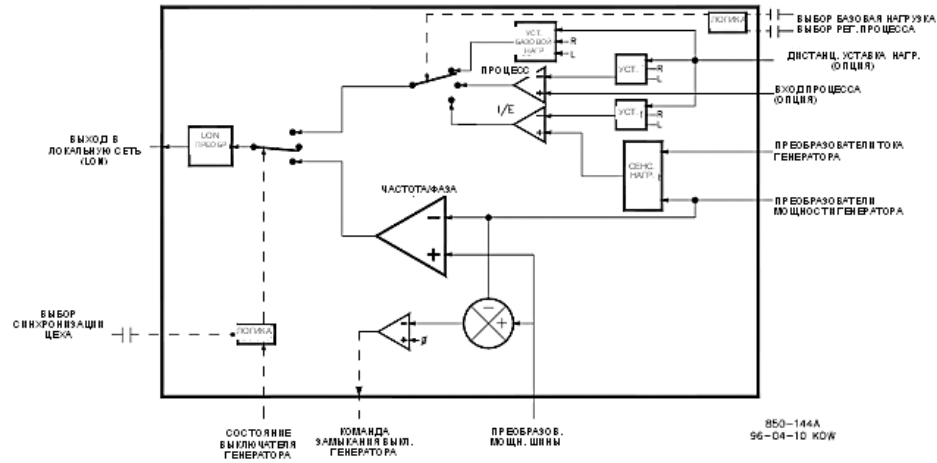 ЛОГИКА
ВЫБОР БАЗОВАЯ НАГРУЗКА
ВЫБОР РЕГ. ПРОЦЕССА
УСТ.
БАЗОВОЙ
НАГР
R
L
ДИСТАНЦ. УСТАВКА НАГР.
(ОПЦИЯ)
ПРОЦЕСС
УСТ.
R
L
ВХОД ПРОЦЕССА
(ОПЦИЯ)
I/E
УСТ.
R
L
ВЫХОД В
ЛОКАЛЬНУЮ СЕТЬ
(LON)
LON
ПРЕОБР
ПРЕОБРАЗОВАТЕЛИ ТОКА
ГЕНЕРАТОРА
СЕНС.
НАГР.
ЧАСТОТА/ФАЗА
ПРЕОБРАЗОВАТЕЛИ
МОЩНОСТИ ГЕНЕРАТОРА
ВЫБОР
СИНХРОНИЗАЦИИ
ЦЕХА
ЛОГИКА
ø
СОСТОЯНИЕ
ВЫКЛЮЧАТЕЛЯ
ГЕНЕРАТОРА
КОМАНДА
ЗАМЫКАНИЯ ВЫКЛ.
ГЕНЕРАТОРА
ПРЕОБРАЗОВ.
МОЩН. ШИНЫ
850-144A
96-04-10 KDW